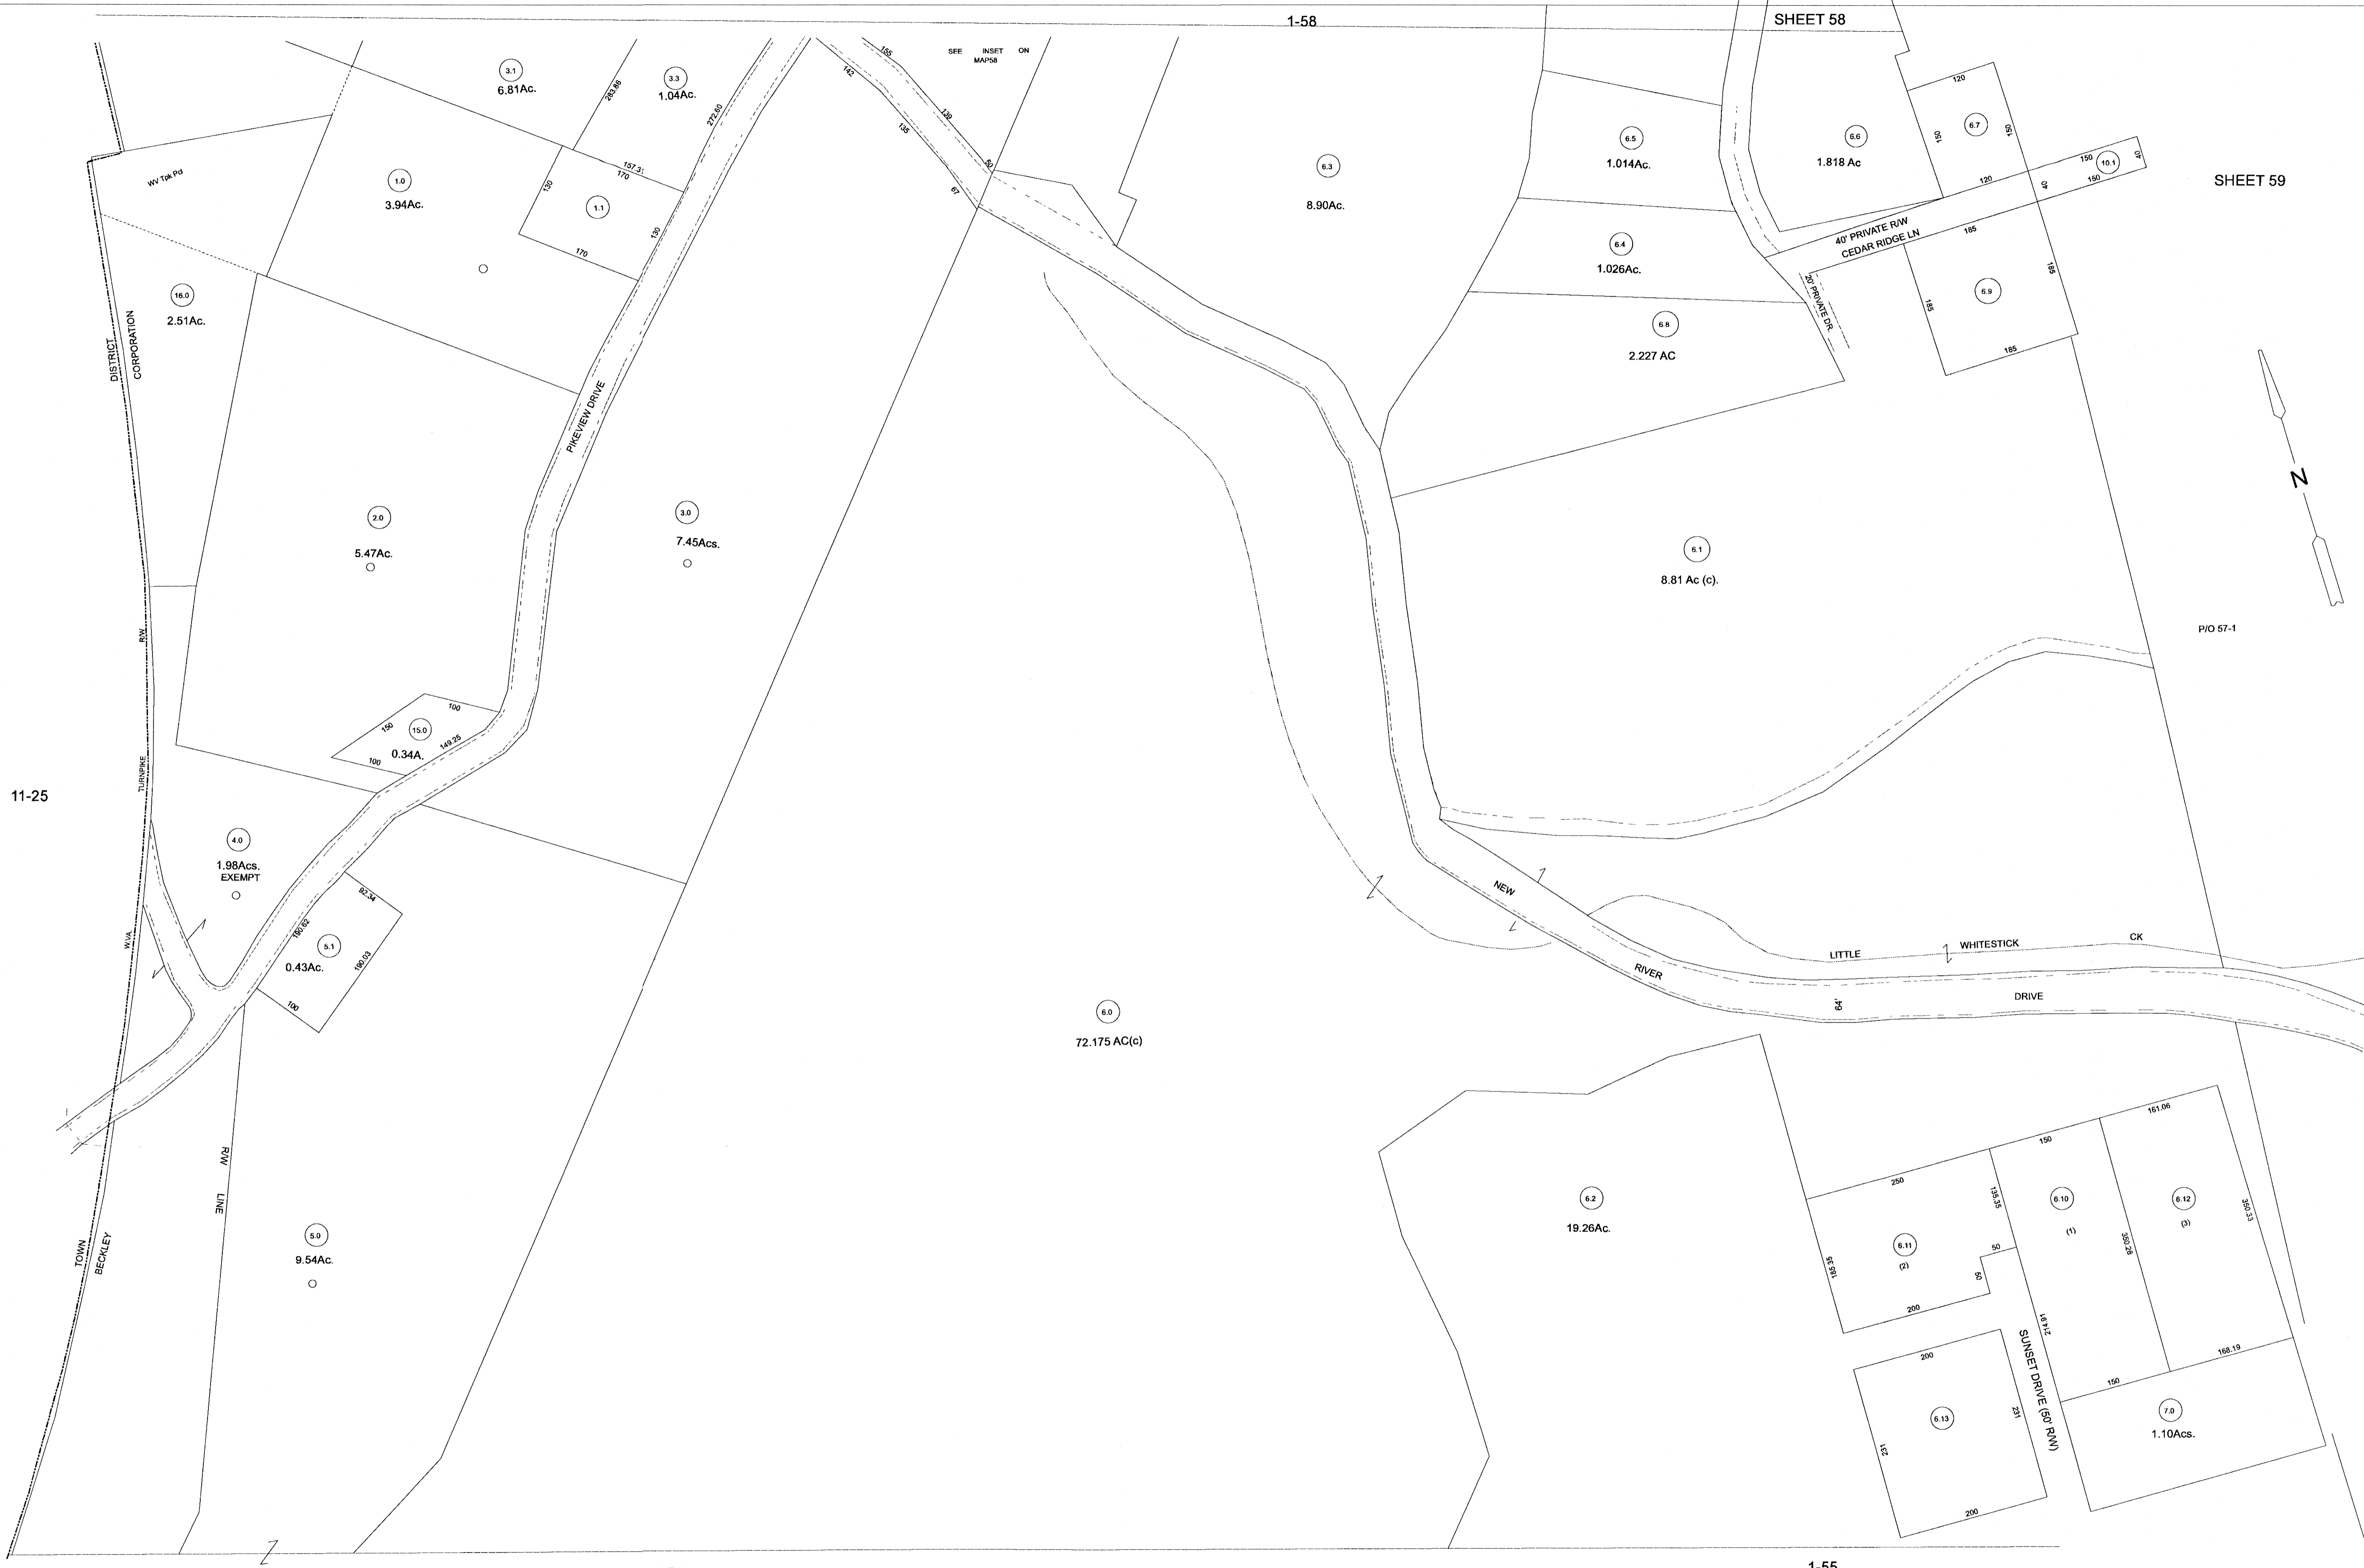 1-58
SHEET 58
SEE INSET ON
MAP58
155
142
139
135
50
67
3.1
6.81Ac.
283.86
3.3
1.04Ac.
272.60
157.3
170
130
1.1
130
170
WV Tpk Pd
1.0
3.94Ac.
6.3
8.90Ac.
6.5
1.014Ac.
6.6
1.818 Ac
120
150
6.7
150
120
150
10.1
40
150
40
SHEET 59
40' PRIVATE R/W
CEDAR RIDGE LN
185
6.4
1.026Ac.
20' PRIVATE DR.
185
6.9
185
185
6.8
2.227 AC
16.0
2.51Ac.
DISTRICT
CORPORATION
PIKEVIEW DRIVE
N
2.0
5.47Ac.
3.0
7.45Acs.
6.1
8.81 Ac (c).
P/O 57-1
R/W
TURNPIKE
W.VA.
100
150
15.0
0.34A.
149.25
100
11-25
4.0
1.98Acs.
EXEMPT
92.34
190.62
5.1
0.43Ac.
190.03
100
NEW
RIVER
DRIVE
64'
LITTLE
WHITESTICK
CK
6.0
72.175 AC(c)
R/W
LINE
TOWN
BECKLEY
5.0
9.54Ac.
6.2
19.26Ac.
161.06
150
250
135.35
6.10
(1)
6.12
(3)
350.33
350.28
6.11
(2)
50
50
185.35
200
214.91
SUNSET DRIVE (50' R/W)
200
231
6.13
231
200
150
168.19
7.0
1.10Acs.
1-55